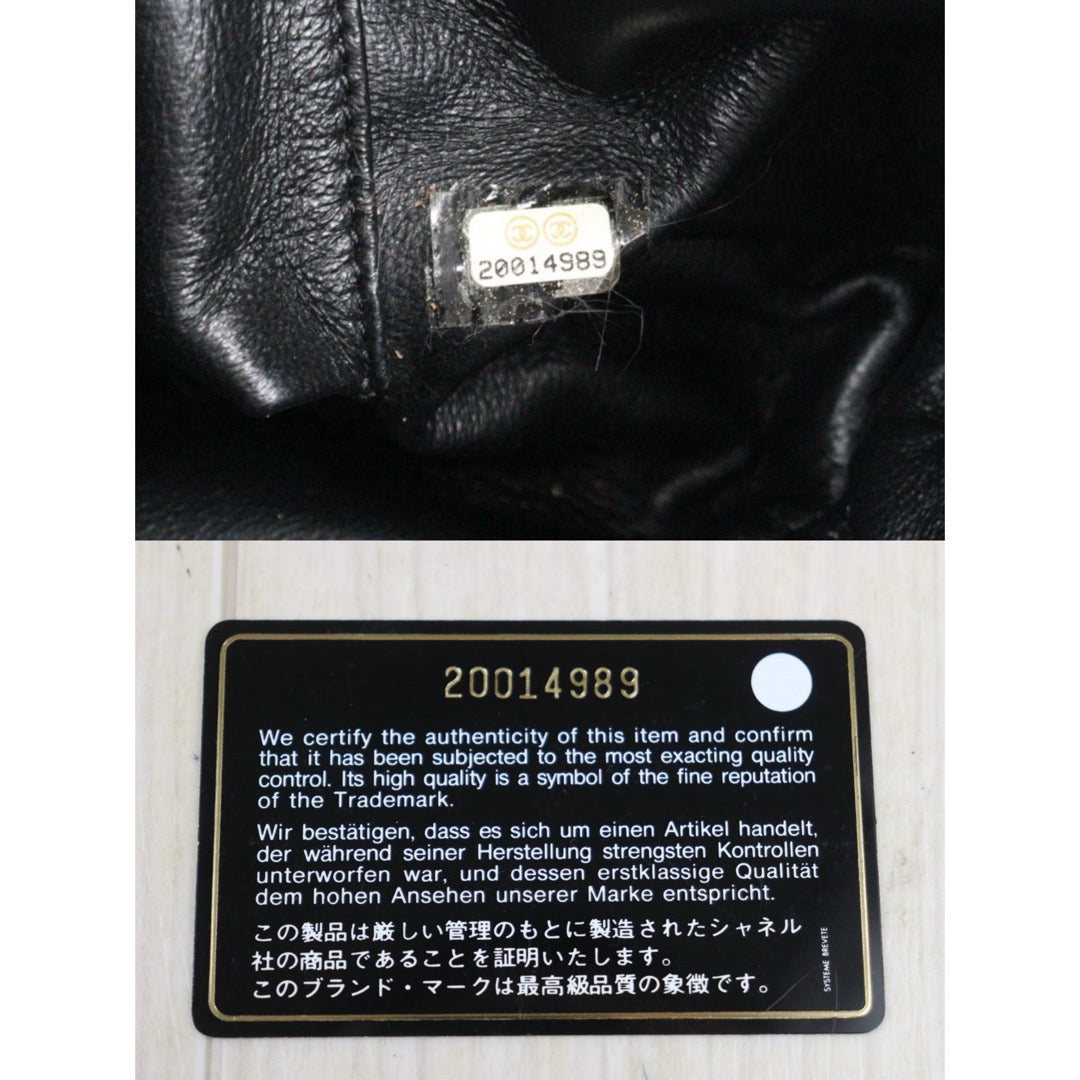 20014989
20014989
We certify the authenticity of this item and confirm
that it has been subjected to the most exacting quality
control. Its high quality is a symbol of the fine reputation
of the Trademark.
Wir bestätigen, dass es sich um einen Artikel handelt,
der während seiner Herstellung strengsten Kontrollen
unterworfen war, und dessen erstklassige Qualität
dem hohen Ansehen unserer Marke entspricht.
この製品は厳しい管理のもとに製造されたシャネル
社の商品であることを証明いたします。
このブランド・マークは最高級品質の象徴です。
SYSTEME BREVETE